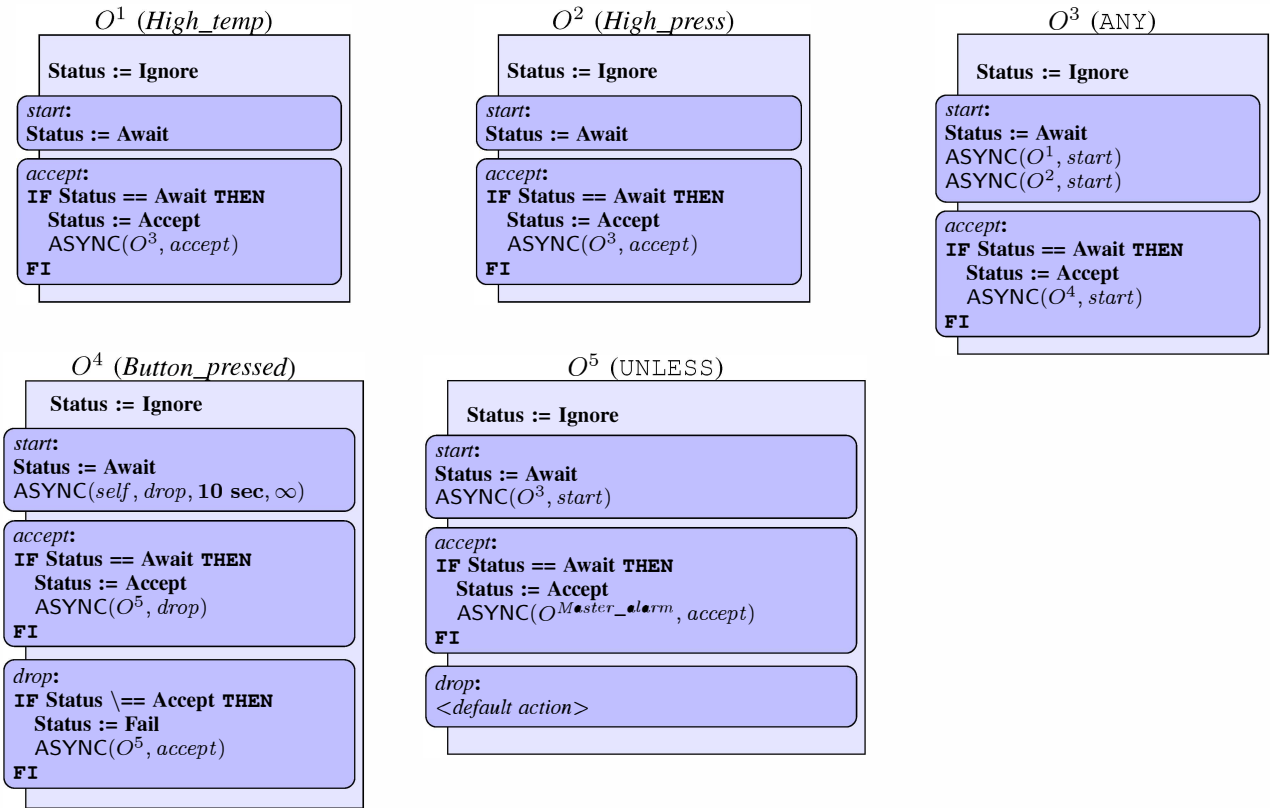 O¹ (High_temp)
Status := Ignore
start:
Status := Await
accept:
IF Status == Await THEN
Status := Accept
ASYNC(O³, accept)
FI
O² (High_press)
Status := Ignore
start:
Status := Await
accept:
IF Status == Await THEN
Status := Accept
ASYNC(O³, accept)
FI
O³ (ANY)
Status := Ignore
start:
Status := Await
ASYNC(O¹, start)
ASYNC(O², start)
accept:
IF Status == Await THEN
Status := Accept
ASYNC(O⁴, start)
FI
O⁴ (Button_pressed)
Status := Ignore
start:
Status := Await
ASYNC(self, drop, 10 sec, ∞)
accept:
IF Status == Await THEN
Status := Accept
ASYNC(O⁵, drop)
FI
drop:
IF Status \== Accept THEN
Status := Fail
ASYNC(O⁵, accept)
FI
O⁵ (UNLESS)
Status := Ignore
start:
Status := Await
ASYNC(O³, start)
accept:
IF Status == Await THEN
Status := Accept
ASYNC(O^Master_alarm, accept)
FI
drop:
<default action>